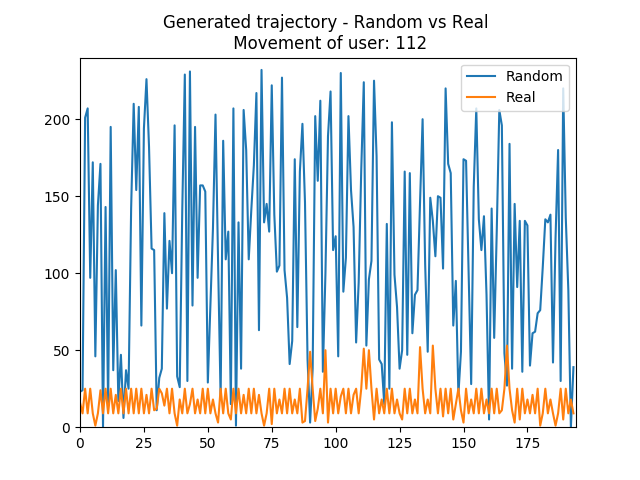 Generated trajectory - Random vs Real
Movement of user: 112
Random
Real
200
150
100
50
0
0 25 50 75 100 125 150 175